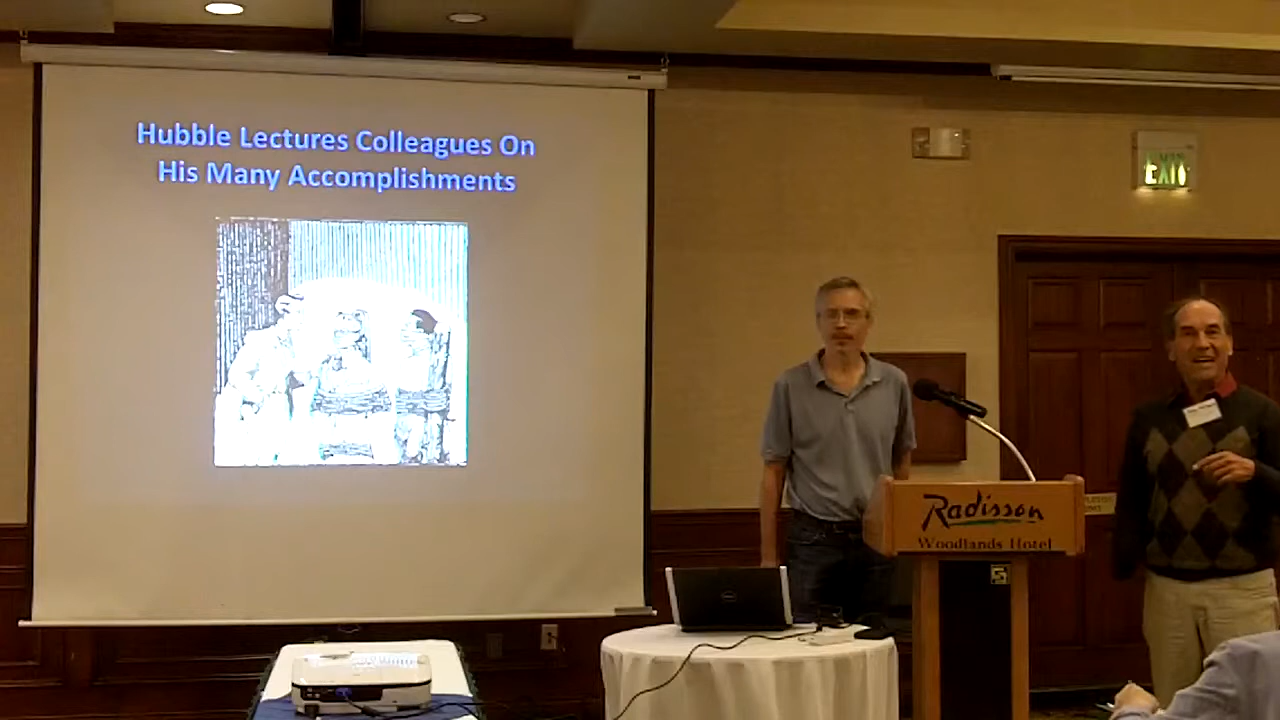 Hubble Lectures Colleagues On
His Many Accomplishments
EXIT
Radisson
Woodlands Hotel